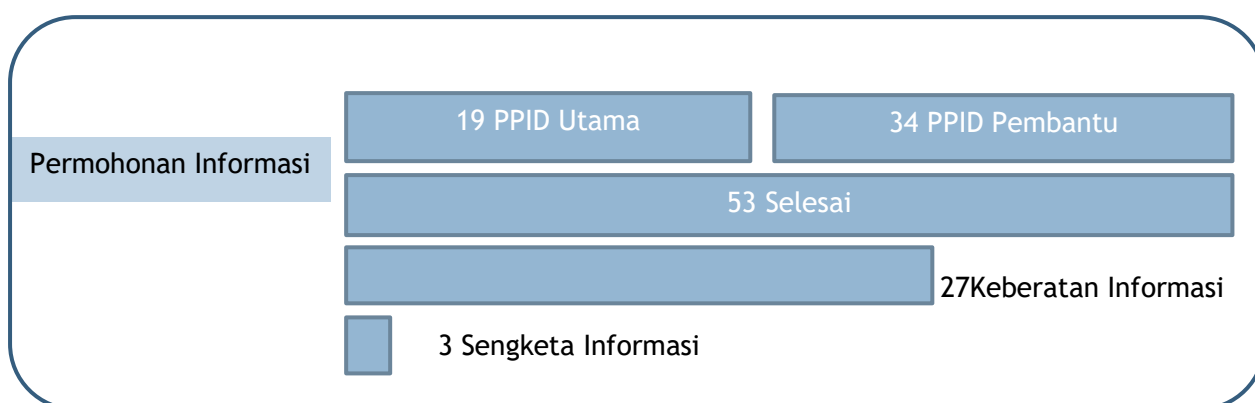 19 PPID Utama
34 PPID Pembantu
Permohonan Informasi
53 Selesai
27Keberatan Informasi
3 Sengketa Informasi